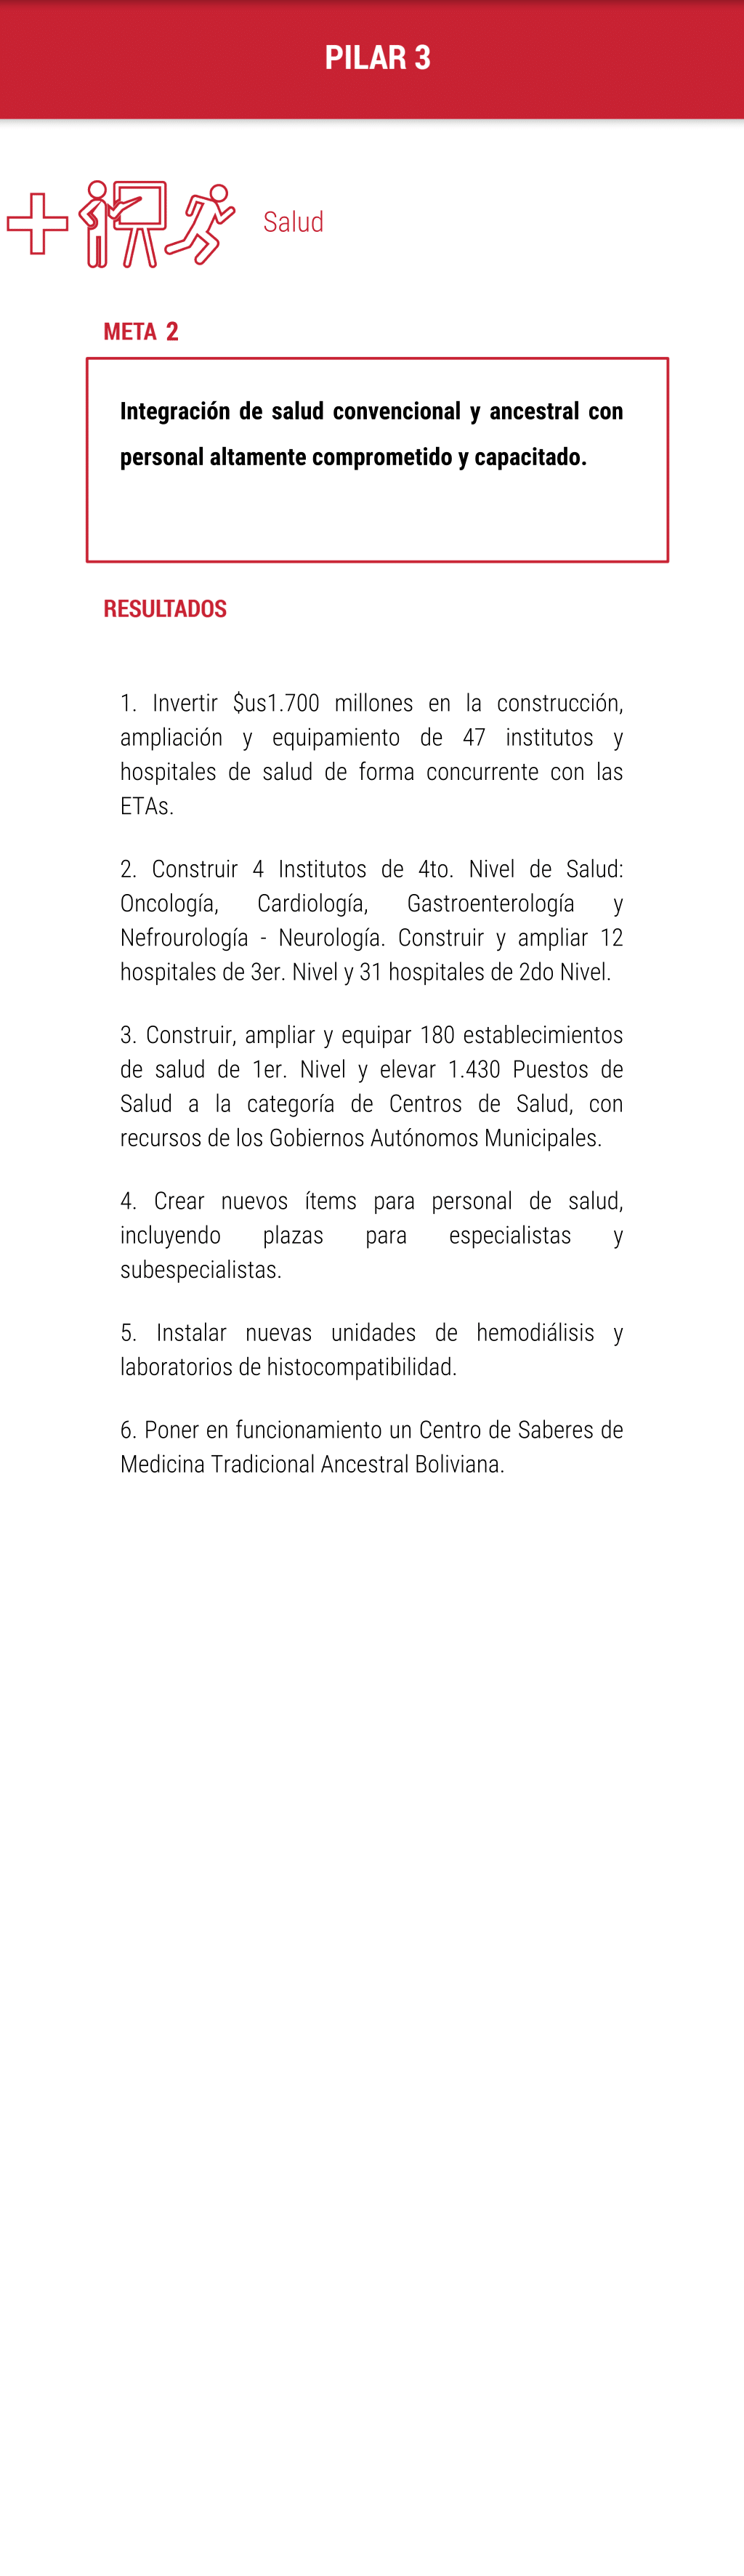 PILAR 3
Salud
META 2
Integración de salud convencional y ancestral con
personal altamente comprometido y capacitado.
RESULTADOS
1. Invertir $us1.700 millones en la construcción,
ampliación y equipamiento de 47 institutos y
hospitales de salud de forma concurrente con las
ETAs.
2. Construir 4 Institutos de 4to. Nivel de Salud:
Oncología, Cardiología, Gastroenterología y
Nefrourología - Neurología. Construir y ampliar 12
hospitales de 3er. Nivel y 31 hospitales de 2do Nivel.
3. Construir, ampliar y equipar 180 establecimientos
de salud de 1er. Nivel y elevar 1.430 Puestos de
Salud a la categoría de Centros de Salud, con
recursos de los Gobiernos Autónomos Municipales.
4. Crear nuevos ítems para personal de salud,
incluyendo plazas para especialistas y
subespecialistas.
5. Instalar nuevas unidades de hemodiálisis y
laboratorios de histocompatibilidad.
6. Poner en funcionamiento un Centro de Saberes de
Medicina Tradicional Ancestral Boliviana.